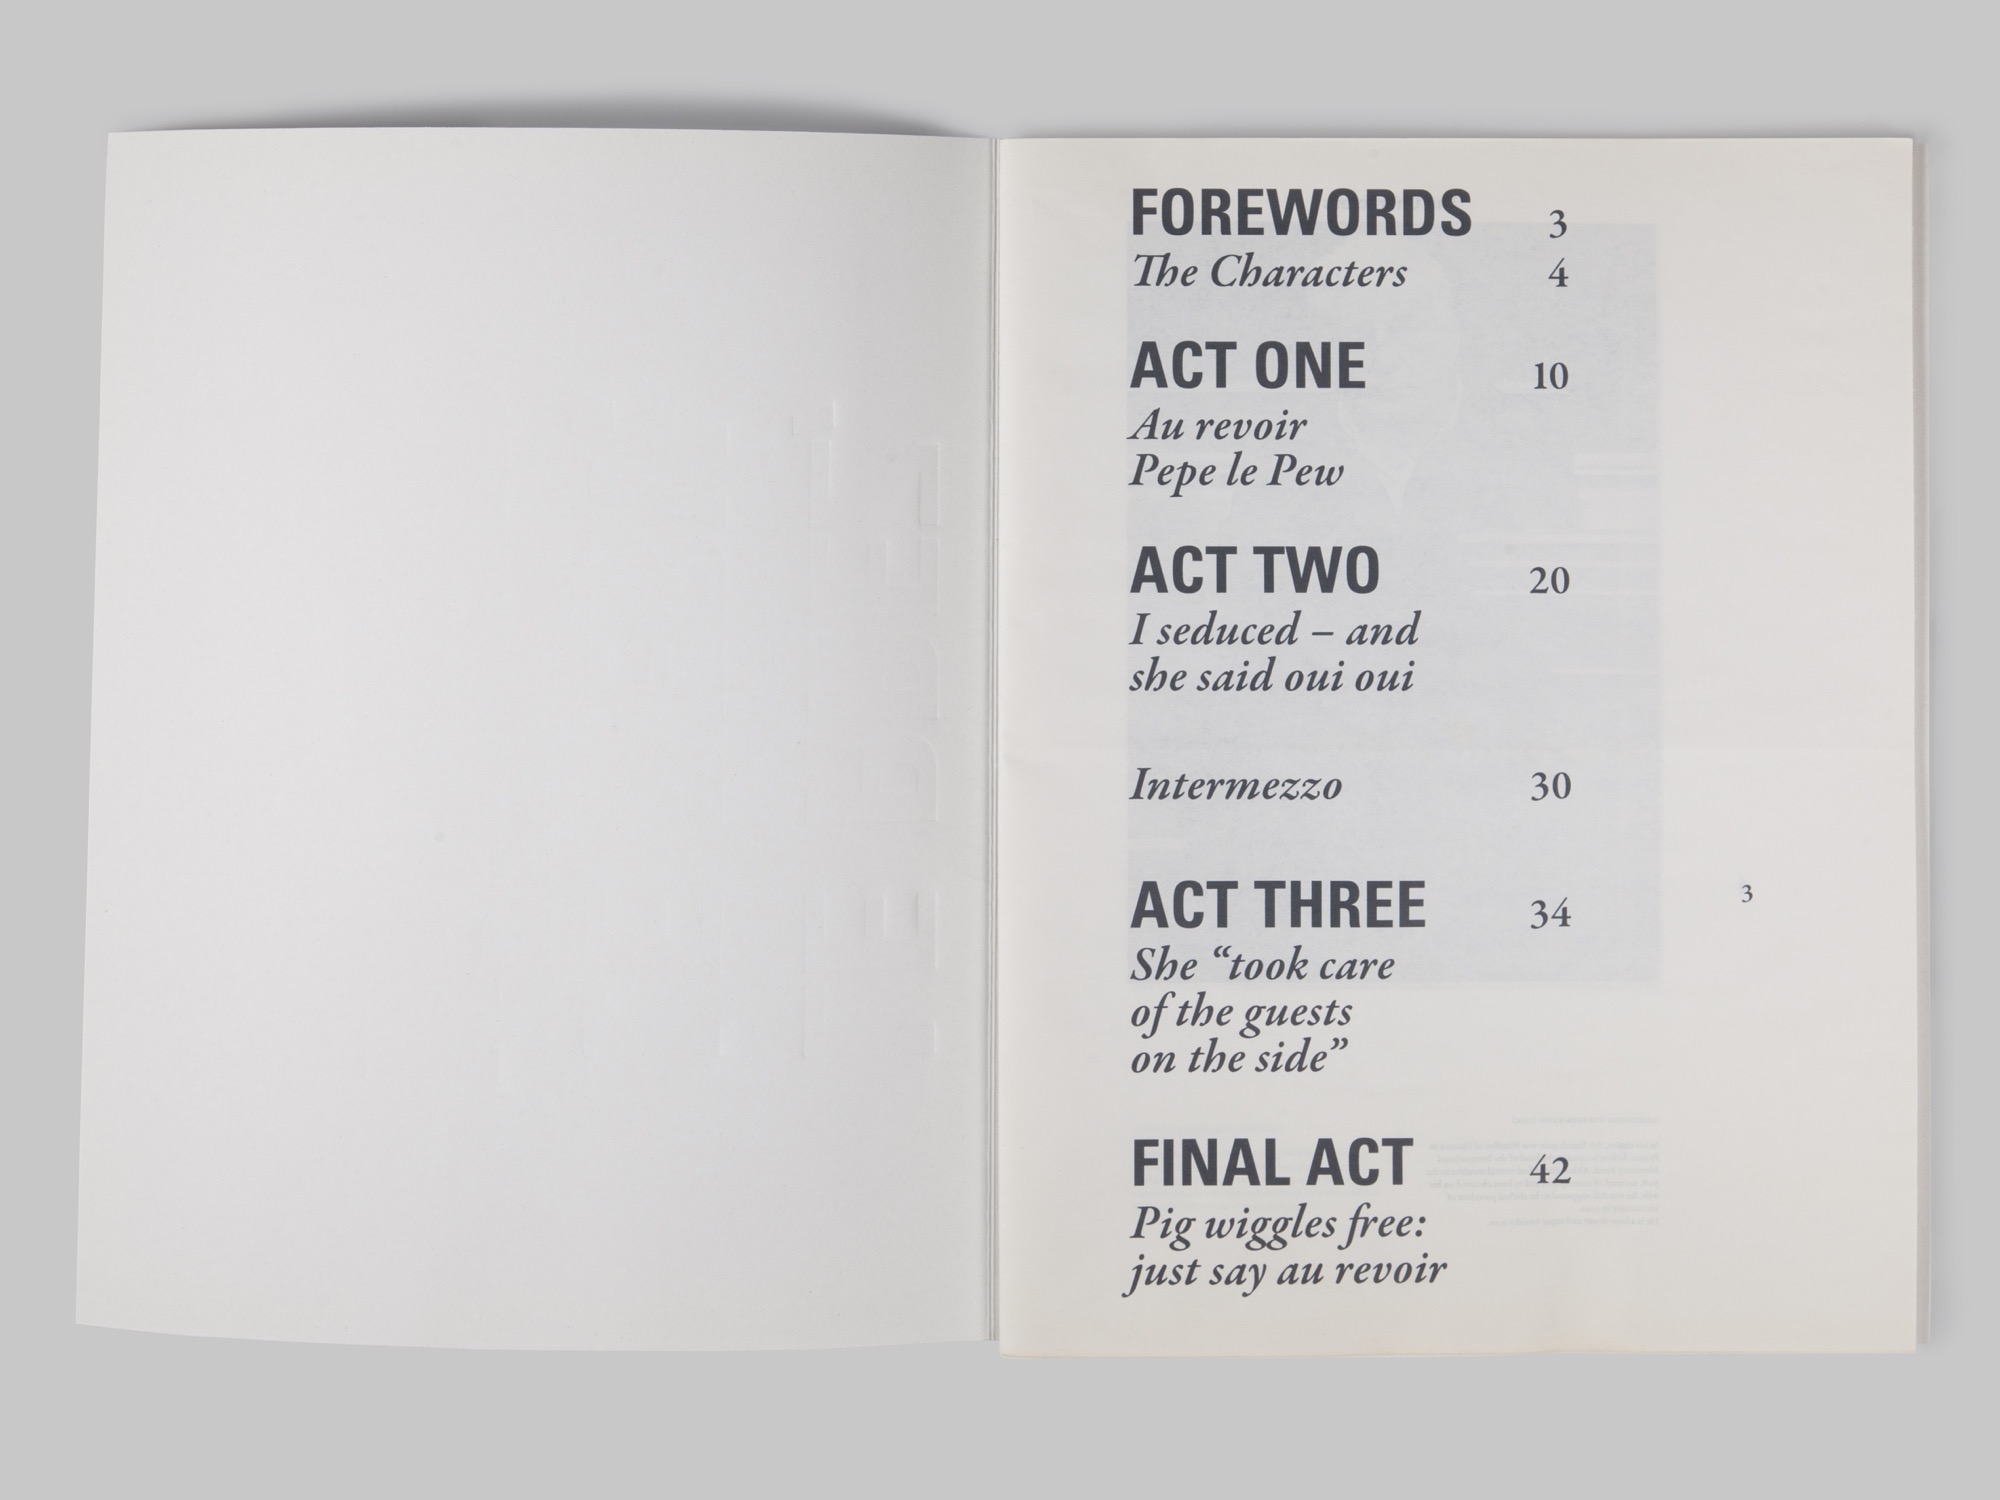 FOREWORDS 3
The Characters 4
ACT ONE 10
Au revoir
Pepe le Pew
ACT TWO 20
I seduced – and
she said oui oui
Intermezzo 30
ACT THREE 34
3
She “took care
of the guests
on the side”
FINAL ACT 42
Pig wiggles free:
just say au revoir